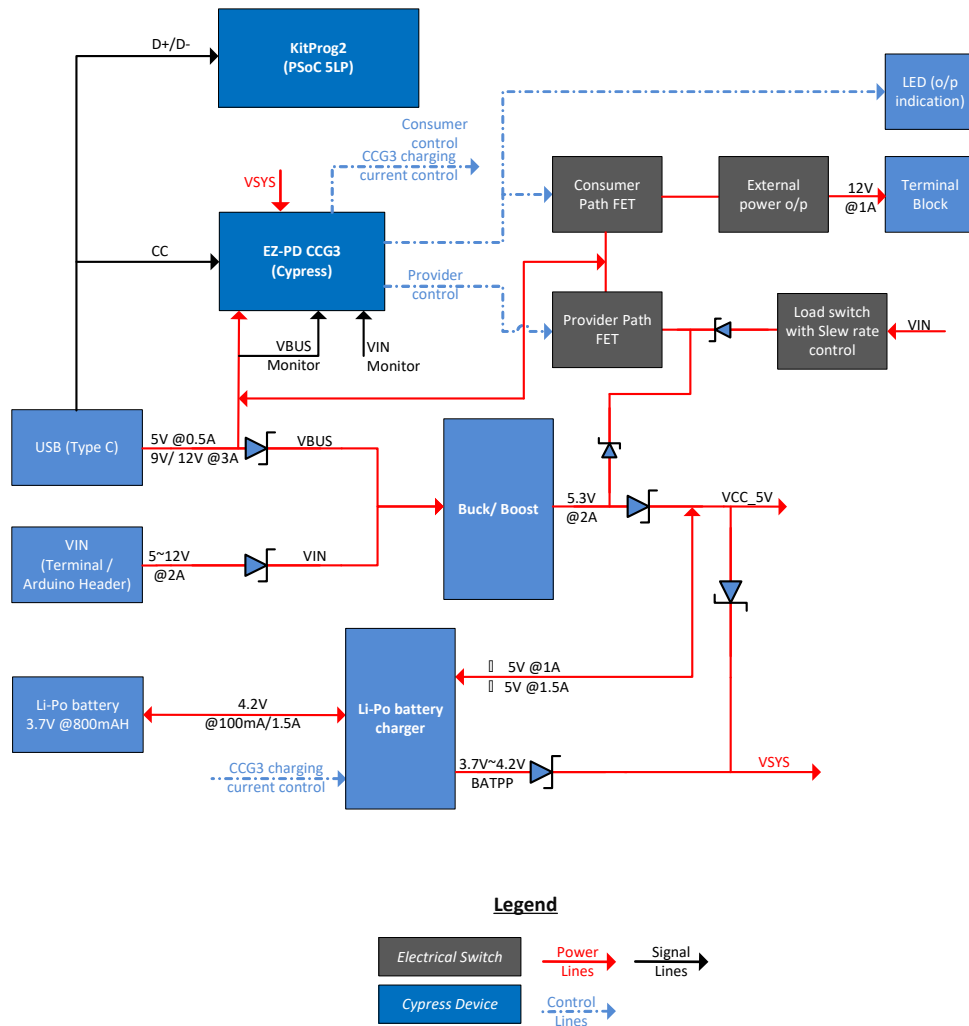 D+/D-
KitProg2
(PSoC 5LP)
LED (o/p
indication)
Consumer
control
CCG3 charging
current control
VSYS
Consumer
Path FET
External
power o/p
12V
@1A
Terminal
Block
CC
EZ-PD CCG3
(Cypress)
Provider
control
Provider Path
FET
Load switch
with Slew rate
control
VIN
VBUS
Monitor
VIN
Monitor
USB (Type C)
5V @0.5A
9V/ 12V @3A
VBUS
Buck/ Boost
5.3V
@2A
VCC_5V
VIN
(Terminal /
Arduino Header)
5~12V
@2A
VIN
5V @1A
5V @1.5A
Li-Po battery
3.7V @800mAH
4.2V
@100mA/1.5A
Li-Po battery
charger
CCG3 charging
current control
3.7V~4.2V
BATPP
VSYS
Legend
Electrical Switch
Power
Lines
Signal
Lines
Cypress Device
Control
Lines